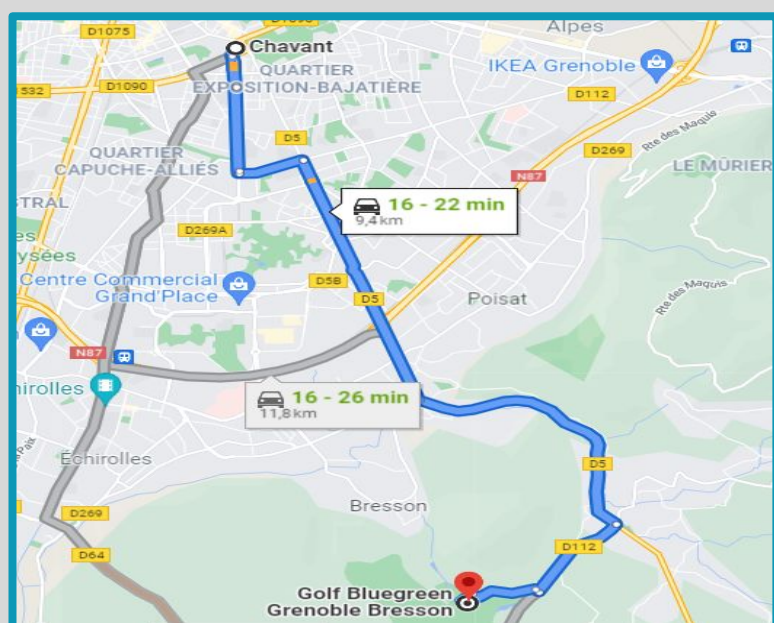 D1075
D1090
Chavant
Alpes
QUARTIER
EXPOSITION-BAJATIÈRE
IKEA Grenoble
D1090
1532
D112
Rte des Maquis
D5
D269
QUARTIER
CAPUCHE-ALLIÉS
N87
LE MÛRIER
STRAL
16 - 22 min
9,4 km
es
ysées
D269A
Centre Commercial
Grand'Place
D5B
D5
Poisat
Rte des Maquis
N87
hirolles
16 - 26 min
11,8 km
Échirolles
D5
Bresson
D269
D112
D64
Golf Bluegreen
Grenoble Bresson